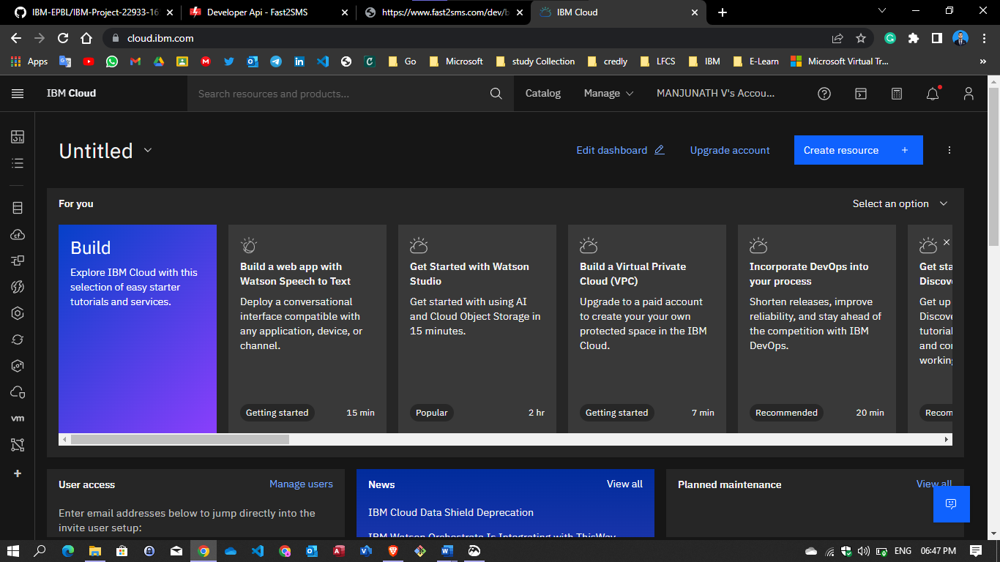 IBM-EPBL/IBM-Project-22933-16
Developer Api - Fast2SMS
https://www.fast2sms.com/dev/b
IBM Cloud
cloud.ibm.com
Apps
Go
Microsoft
study Collection
credly
LFCS
IBM
E-Learn
Microsoft Virtual Tr...
IBM Cloud
Search resources and products...
Catalog
Manage
MANJUNATH V's Accou...
Untitled
Edit dashboard
Upgrade account
Create resource +
For you
Select an option
Build
Explore IBM Cloud with this
selection of easy starter
tutorials and services.
Build a web app with
Watson Speech to Text
Deploy a conversational
interface compatible with
any application, device, or
channel.
Getting started
15 min
Get Started with Watson
Studio
Get started with using AI
and Cloud Object Storage in
15 minutes.
Popular
2 hr
Build a Virtual Private
Cloud (VPC)
Upgrade to a paid account
to create your your own
protected space in the IBM
Cloud.
Getting started
7 min
Incorporate DevOps into
your process
Shorten releases, improve
reliability, and stay ahead of
the competition with IBM
DevOps.
Recommended
20 min
Get sta
Discov
Get up
Discove
tutorial
and co
working
Recom
vm
User access
Manage users
Enter email addresses below to jump directly into the
invite user setup:
News
View all
IBM Cloud Data Shield Deprecation
IBM Watson Orchestrate Is Integrating with ThisWay
Planned maintenance
View all
ENG
06:47 PM